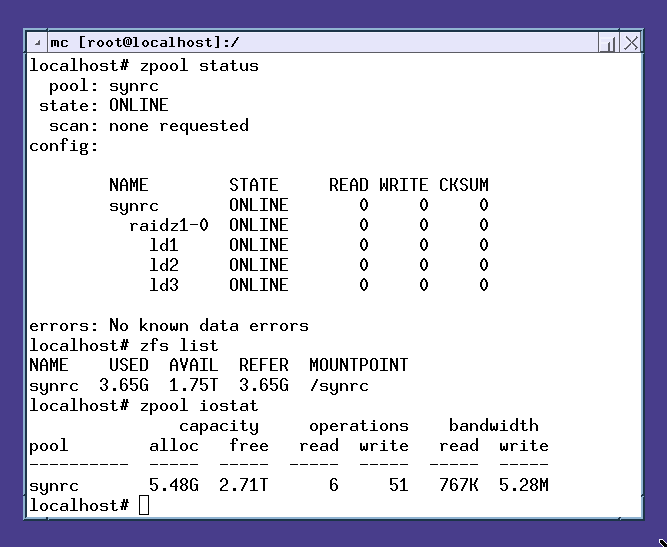 mc [root@localhost]:/
localhost# zpool status
  pool: synrc
 state: ONLINE
  scan: none requested
config:

        NAME        STATE     READ WRITE CKSUM
        synrc       ONLINE       0     0     0
          raidz1-0  ONLINE       0     0     0
            ld1     ONLINE       0     0     0
            ld2     ONLINE       0     0     0
            ld3     ONLINE       0     0     0

errors: No known data errors
localhost# zfs list
NAME    USED  AVAIL  REFER  MOUNTPOINT
synrc  3.65G  1.75T  3.65G  /synrc
localhost# zpool iostat
               capacity     operations    bandwidth
pool        alloc   free   read  write   read  write
----------  -----  -----  -----  -----  -----  -----
synrc       5.48G  2.71T      6     51   767K  5.28M
localhost#